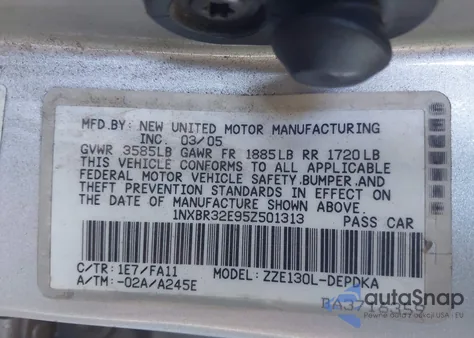 MFD.BY: NEW UNITED MOTOR MANUFACTURING
INC. 03/05
GVWR 3585LB GAWR FR 1885LB RR 1720LB
THIS VEHICLE CONFORMS TO ALL APPLICABLE
FEDERAL MOTOR VEHICLE SAFETY,BUMPER,AND
THEFT PREVENTION STANDARDS IN EFFECT ON
THE DATE OF MANUFACTURE SHOWN ABOVE.
1NXBR32E95Z501313 PASS CAR
C/TR: 1E7/FA11 MODEL: ZZE130L-DEPDKA
A/TM:-02A/A245E
autoSnap